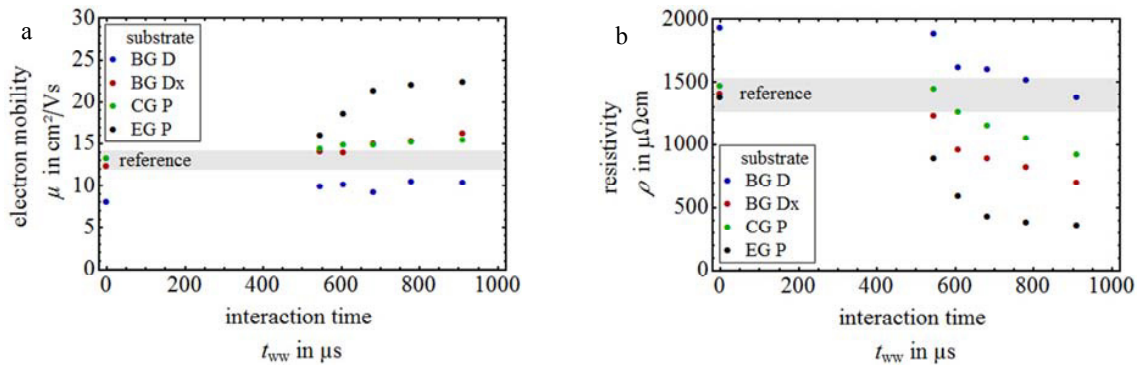 a
electron mobility
μ in cm²/Vs
30
25
20
15
10
5
0
substrate
BG D
BG Dx
CG P
EG P
reference
0 200 400 600 800 1000
interaction time
t_ww in µs
b
resistivity
ρ in µΩcm
2000
1500
1000
500
0
reference
substrate
BG D
BG Dx
CG P
EG P
0 200 400 600 800 1000
interaction time
t_ww in µs